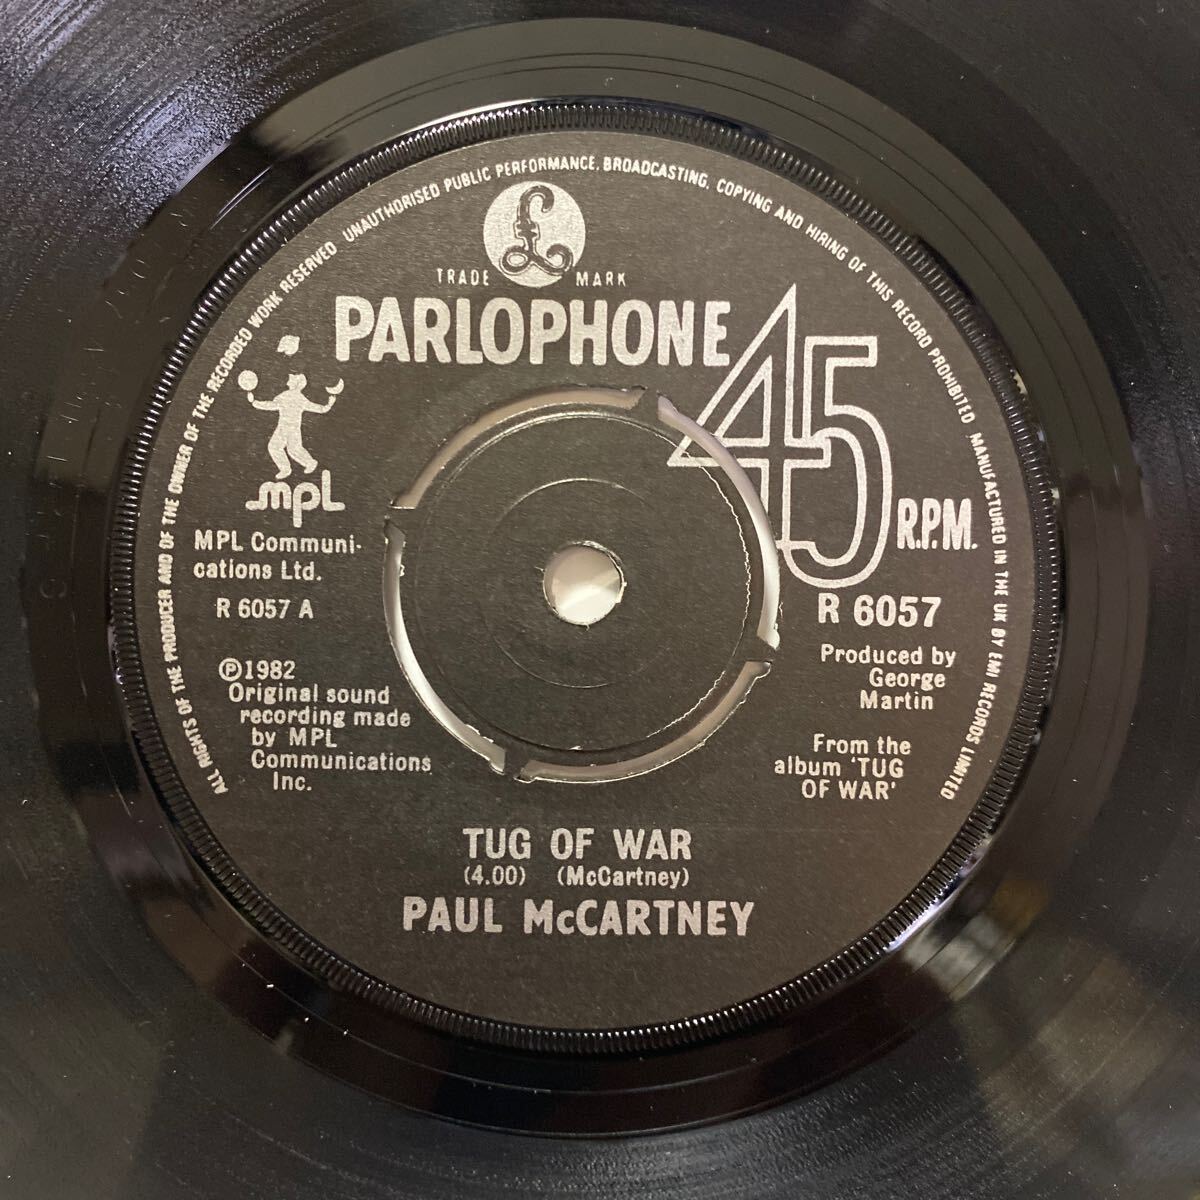 ALL RIGHTS OF THE PRODUCER AND OF THE OWNER OF THE RECORDED WORK RESERVED UNAUTHORISED PUBLIC PERFORMANCE, BROADCASTING, COPYING AND HIRING OF THIS RECORD PROHIBITED MANUFACTURED IN THE UK BY EMI RECORDS LIMITED
£
TRADE MARK
PARLOPHONE
45
R.P.M.
mpL
MPL Communi-
cations Ltd.
R 6057 A
℗1982
Original sound
recording made
by MPL
Communications
Inc.
R 6057
Produced by
George
Martin
From the
album 'TUG
OF WAR'
TUG OF WAR
(4.00) (McCartney)
PAUL McCARTNEY